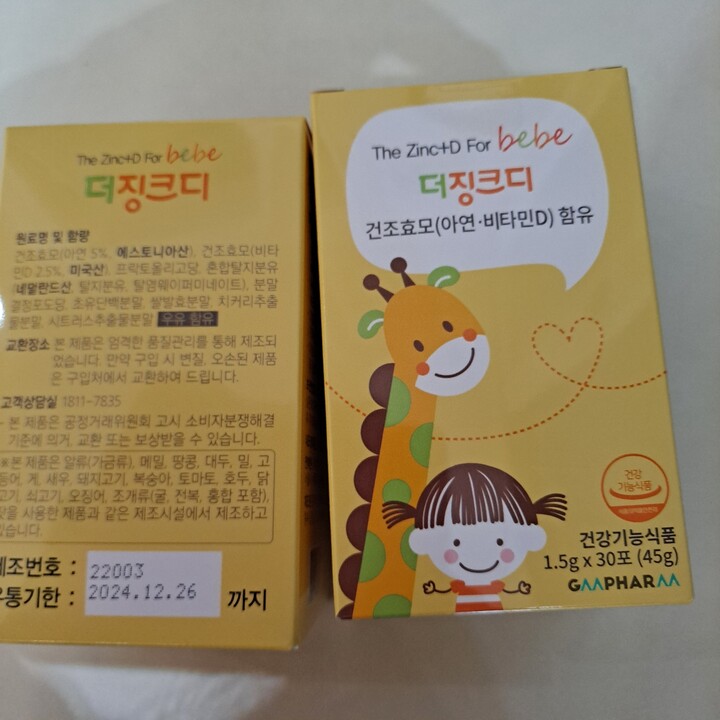 The Zinc+D For bebe
더징크디
원료명 및 함량
건조효모(아연 5%, 에스토니아산), 건조효모(비타
민D 2.5%, 미국산), 프락토올리고당, 혼합탈지분유
(네덜란드산, 탈지분유, 탈염웨이퍼미네이트), 분말
결정포도당, 초유단백분말, 쌀발효분말, 치커리추출
물분말, 시트러스추출물분말 우유 함유
교환장소 본 제품은 엄격한 품질관리를 통해 제조되
었습니다. 만약 구입 시 변질, 오손된 제품
은 구입처에서 교환하여 드립니다.
고객상담실 1811-7835
- 본 제품은 공정거래위원회 고시 소비자분쟁해결
기준에 의거, 교환 또는 보상받을 수 있습니다.
※본 제품은 알류(가금류), 메밀, 땅콩, 대두, 밀, 고
등어, 게, 새우, 돼지고기, 복숭아, 토마토, 호두, 닭
고기, 쇠고기, 오징어, 조개류(굴, 전복, 홍합 포함),
잣을 사용한 제품과 같은 제조시설에서 제조하고
있습니다.
제조번호 : 22003
유통기한 : 2024.12.26 까지
The Zinc+D For bebe
더징크디
건조효모(아연·비타민D) 함유
건강
기능식품
건강기능식품
1.5g x 30포 (45g)
GMPHARM